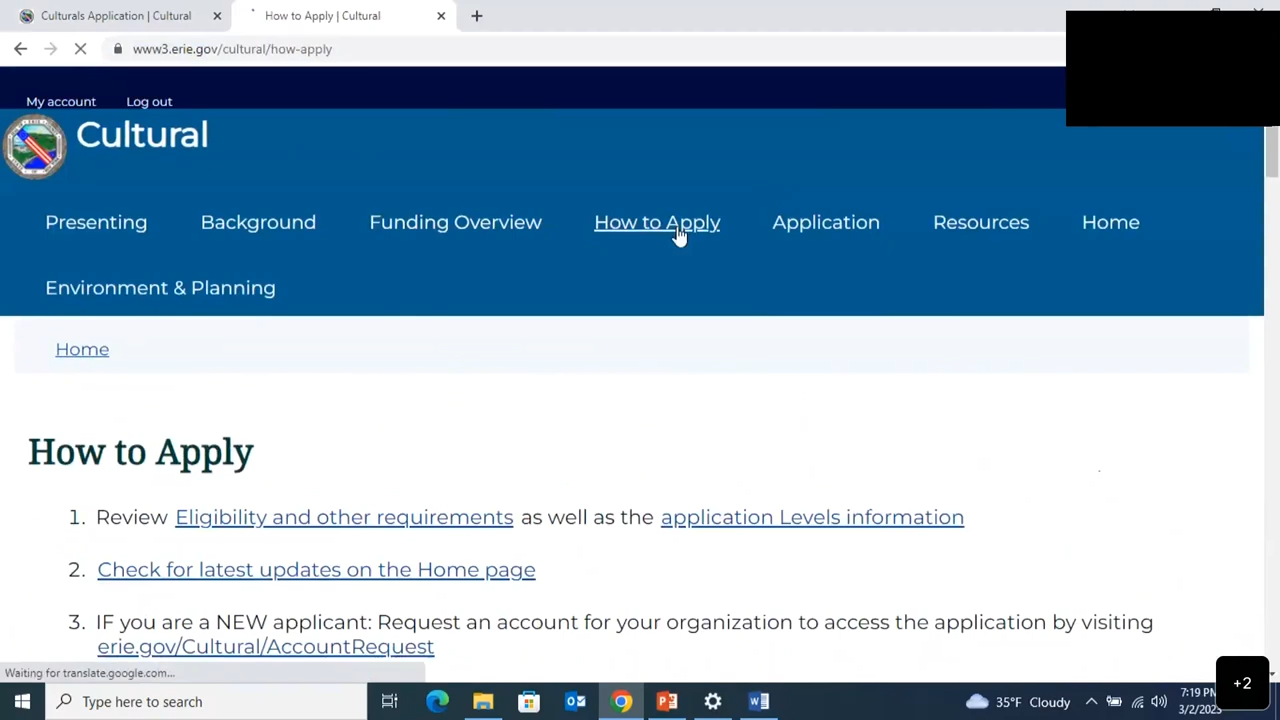 Culturals Application | Cultural
How to Apply | Cultural
www3.erie.gov/cultural/how-apply
My account Log out
Cultural
Presenting Background Funding Overview How to Apply Application Resources Home
Environment & Planning
Home
How to Apply
1. Review Eligibility and other requirements as well as the application Levels information
2. Check for latest updates on the Home page
3. IF you are a NEW applicant: Request an account for your organization to access the application by visiting
erie.gov/Cultural/AccountRequest
Waiting for translate.google.com...
Type here to search
35°F Cloudy
7:19 PM
+2